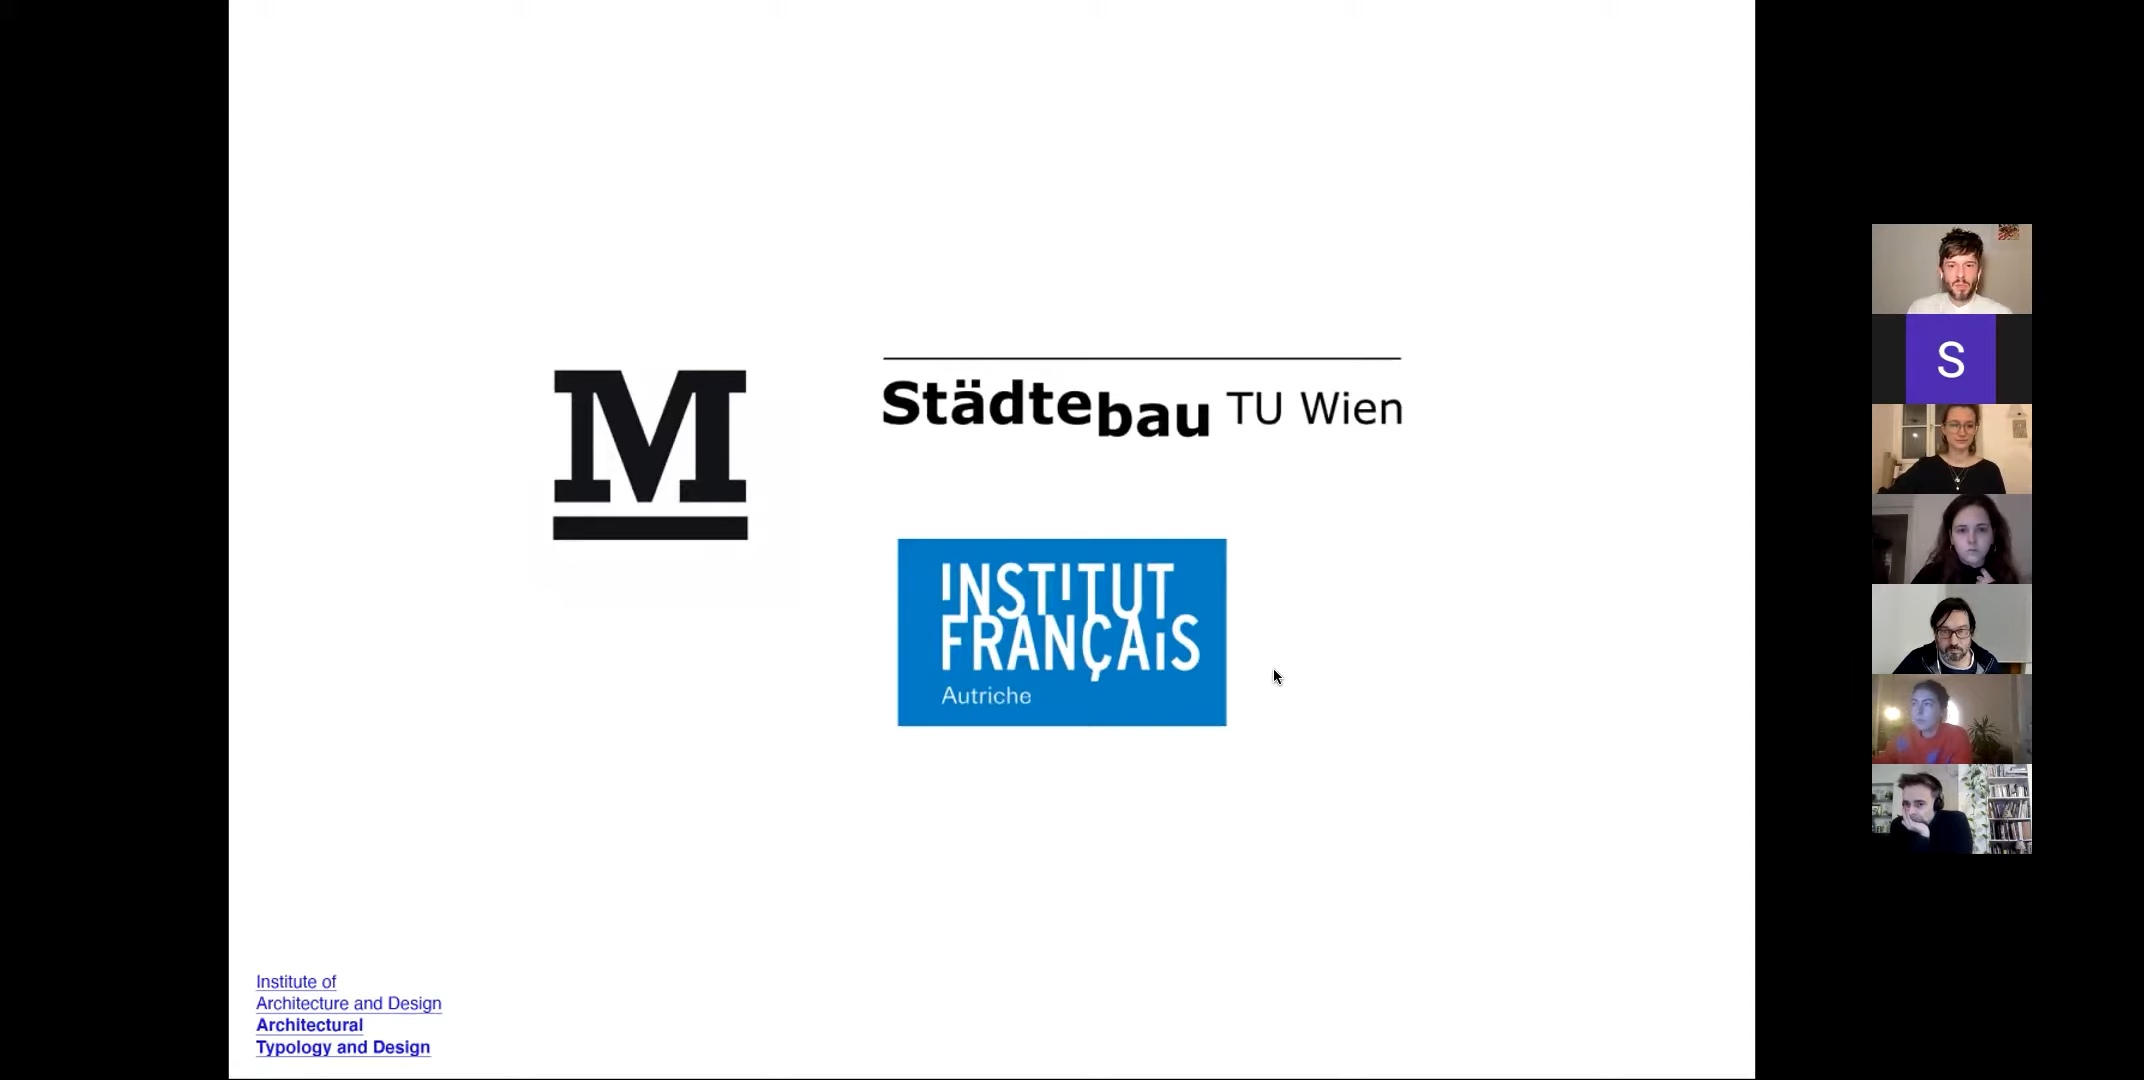 M
Städtebau TU Wien
INSTITUT
FRANÇAIS
Autriche
Institute of
Architecture and Design
Architectural
Typology and Design
S